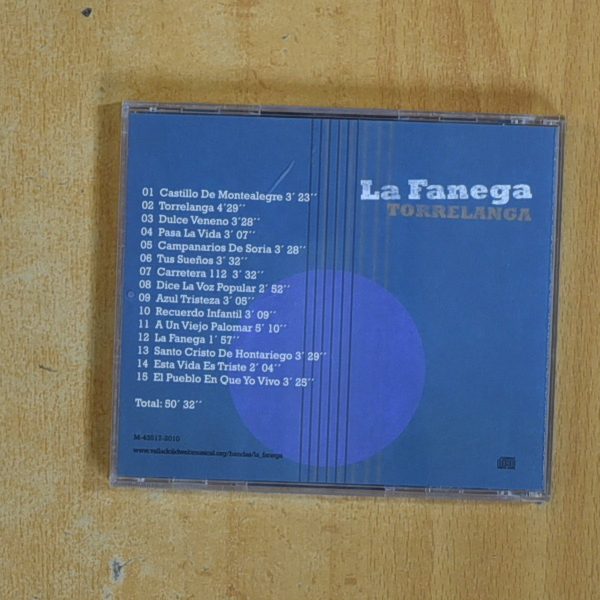 La Fanega
TORRELANGA
01 Castillo De Montealegre 3´ 23´´
02 Torrelanga 4´29´´
03 Dulce Veneno 3´28´´
04 Pasa La Vida 3´ 07´´
05 Campanarios De Soria 3´ 28´´
06 Tus Sueños 3´ 32´´
07 Carretera 112 3´ 32´´
08 Dice La Voz Popular 2´ 52´´
09 Azul Tristeza 3´ 05´´
10 Recuerdo Infantil 3´ 09´´
11 A Un Viejo Palomar 5´ 10´´
12 La Fanega 1´ 57´´
13 Santo Cristo De Hontariego 3´ 29´´
14 Esta Vida Es Triste 2´ 04´´
15 El Pueblo En Que Yo Vivo 3´ 25´´
Total: 50´ 32´´
M-43517-2010